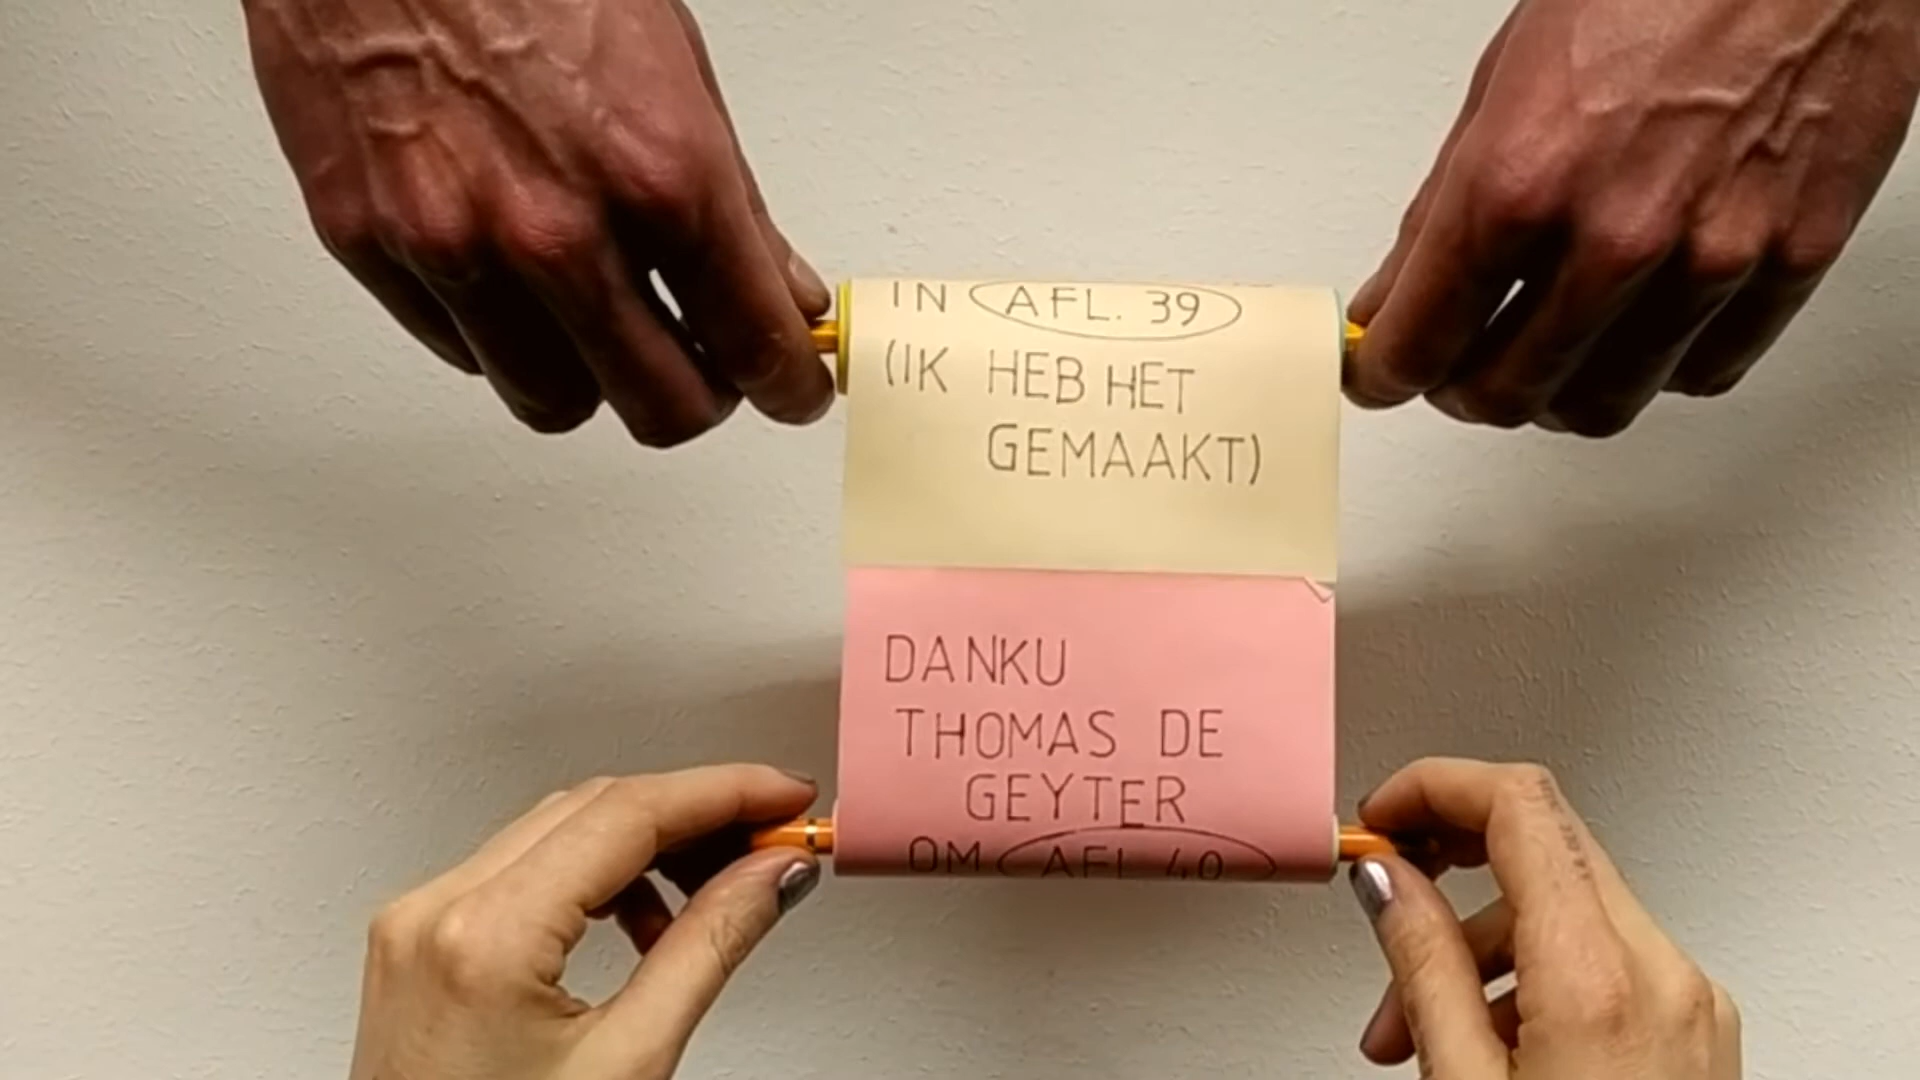 IN AFL. 39
(IK HEB HET
GEMAAKT)
DANKU
THOMAS DE
GEYTER
OM AFL 40